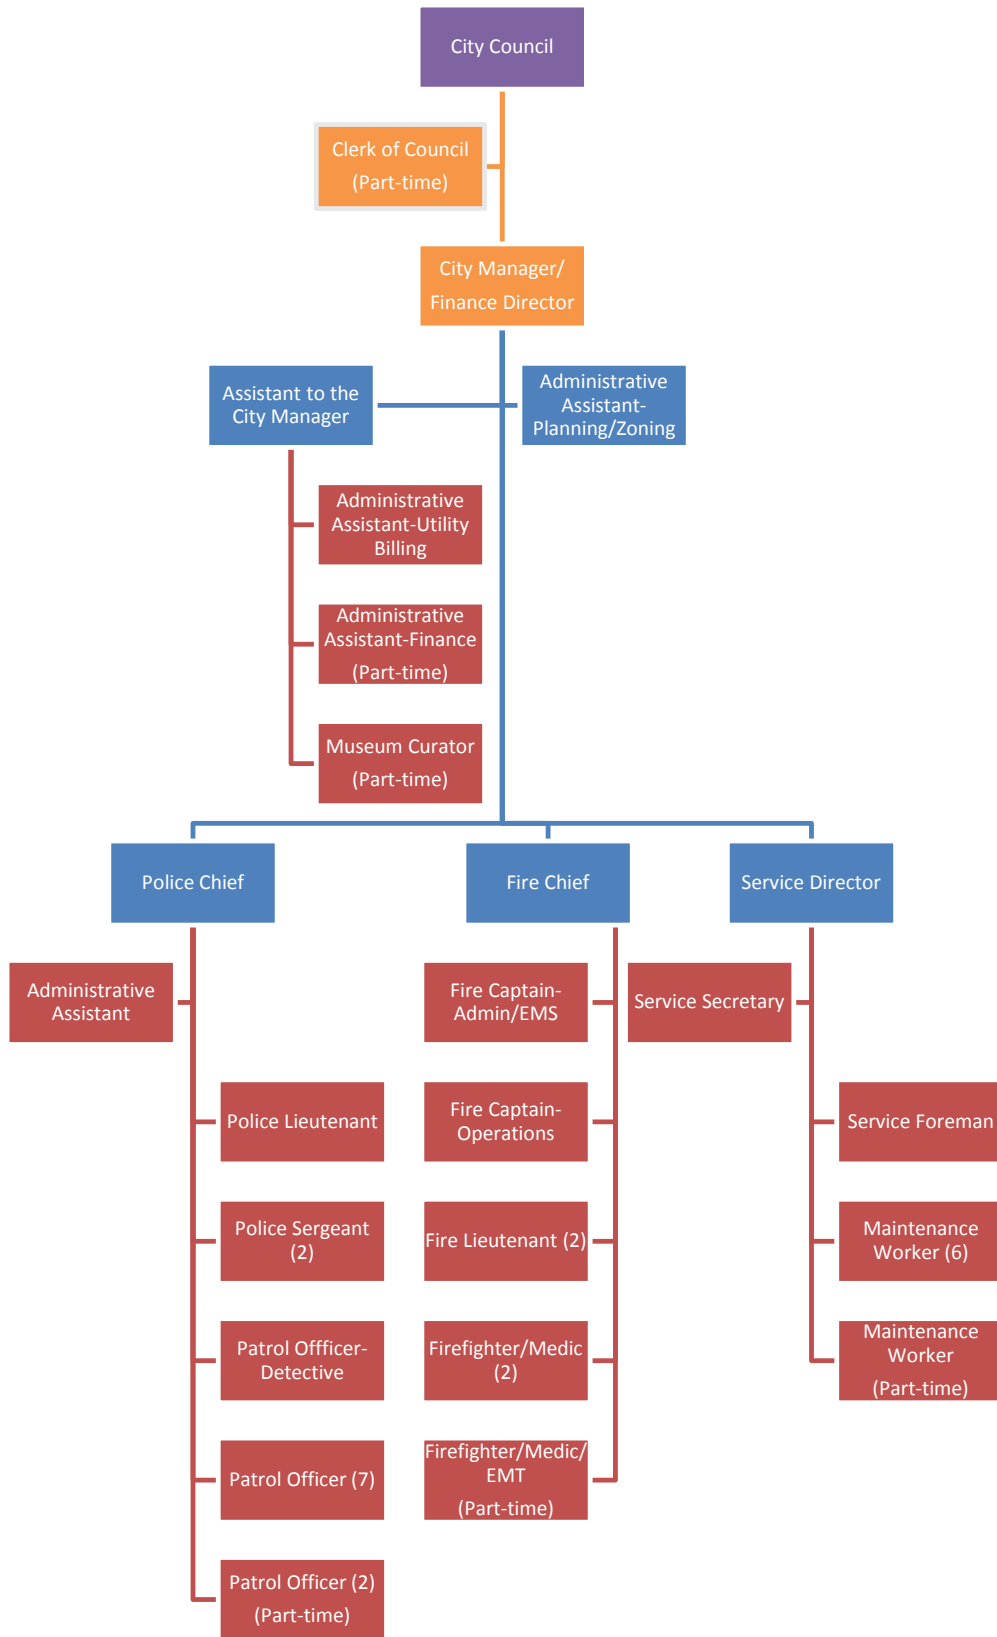 City Council
Clerk of Council
(Part-time)
City Manager/
Finance Director
Assistant to the
City Manager
Administrative
Assistant-
Planning/Zoning
Administrative
Assistant-Utility
Billing
Administrative
Assistant-Finance
(Part-time)
Museum Curator
(Part-time)
Police Chief
Fire Chief
Service Director
Administrative
Assistant
Police Lieutenant
Police Sergeant
(2)
Patrol Offficer-
Detective
Patrol Officer (7)
Patrol Officer (2)
(Part-time)
Fire Captain-
Admin/EMS
Fire Captain-
Operations
Fire Lieutenant (2)
Firefighter/Medic
(2)
Firefighter/Medic/
EMT
(Part-time)
Service Secretary
Service Foreman
Maintenance
Worker (6)
Maintenance
Worker
(Part-time)